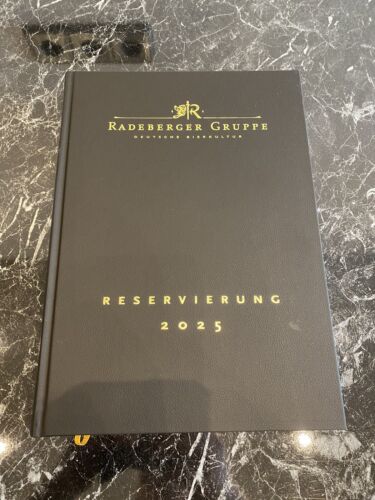 R
RADEBERGER GRUPPE
DEUTSCHE BIERKULTUR
RESERVIERUNG
2025